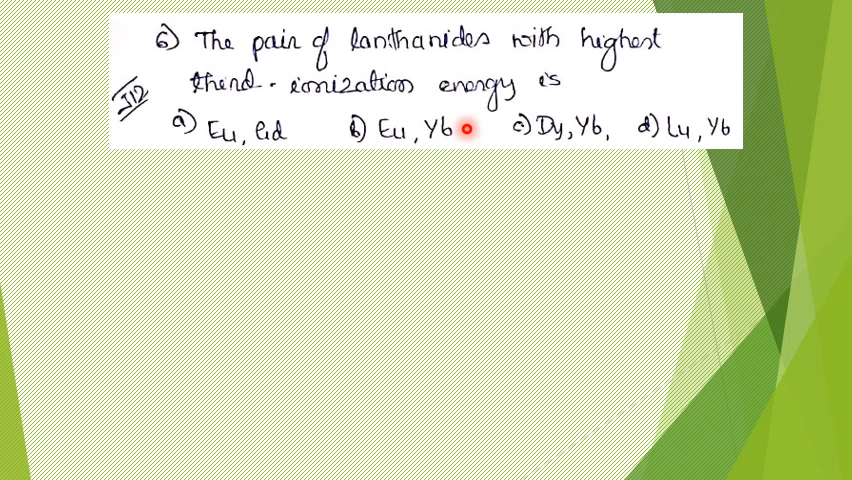 6) The pair of lanthanides with highest
third. ionization energy is
J12
a) Eu, Gd b) Eu, Yb c) Dy, Yb, d) Lu, Yb